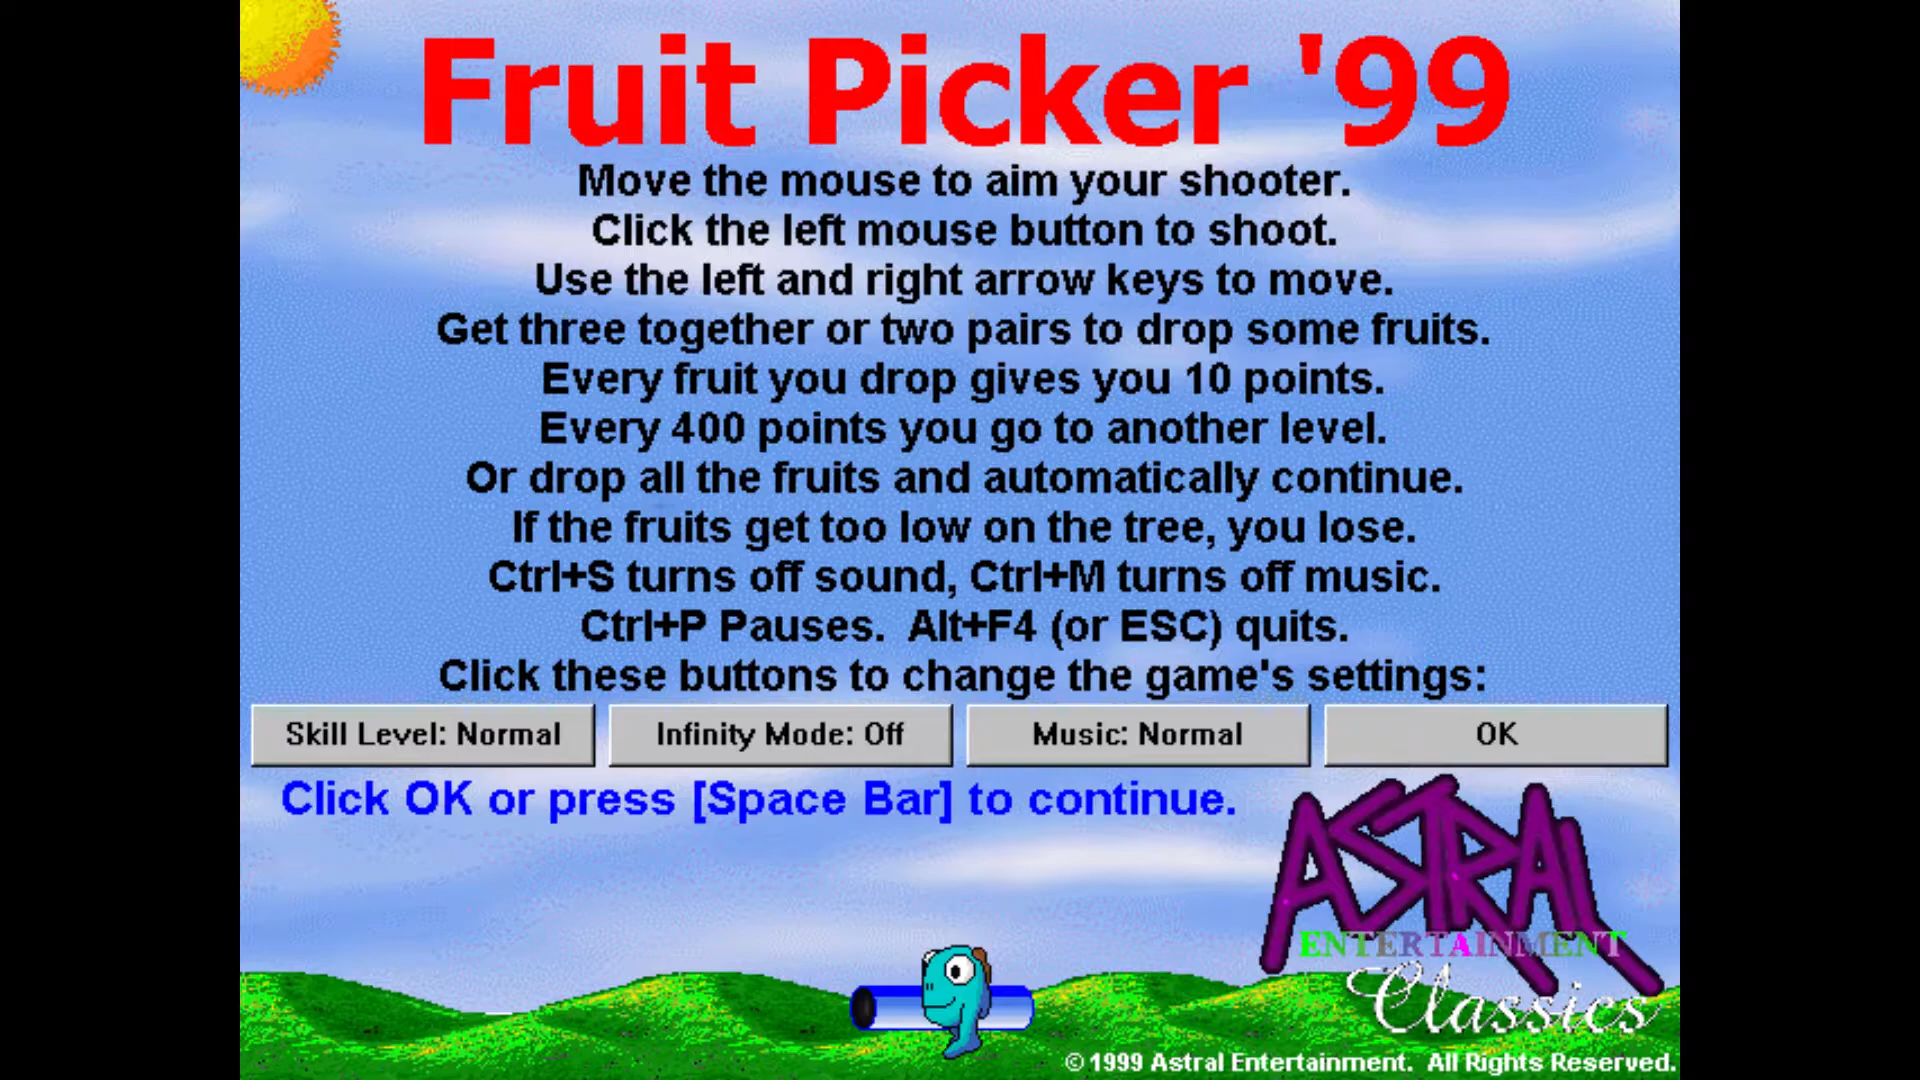 Fruit Picker '99
Move the mouse to aim your shooter.
Click the left mouse button to shoot.
Use the left and right arrow keys to move.
Get three together or two pairs to drop some fruits.
Every fruit you drop gives you 10 points.
Every 400 points you go to another level.
Or drop all the fruits and automatically continue.
If the fruits get too low on the tree, you lose.
Ctrl+S turns off sound, Ctrl+M turns off music.
Ctrl+P Pauses.  Alt+F4 (or ESC) quits.
Click these buttons to change the game's settings:
Skill Level: Normal
Infinity Mode: Off
Music: Normal
OK
Click OK or press [Space Bar] to continue.
ASTRAL
ENTERTAINMENT
Classics
© 1999 Astral Entertainment.  All Rights Reserved.